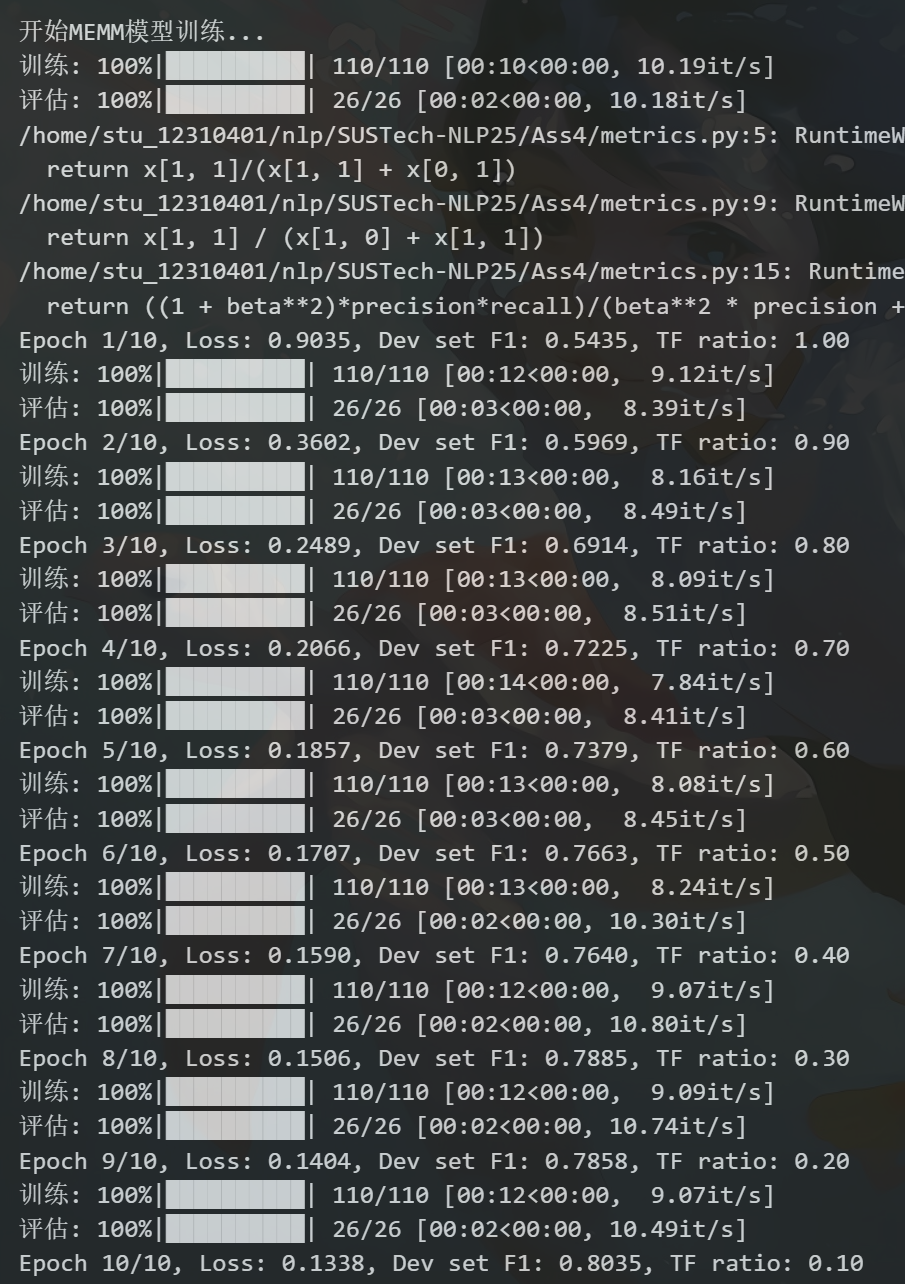 开始MEMM模型训练...
训练: 100%|██████████| 110/110 [00:10<00:00, 10.19it/s]
评估: 100%|██████████| 26/26 [00:02<00:00, 10.18it/s]
/home/stu_12310401/nlp/SUSTech-NLP25/Ass4/metrics.py:5: RuntimeW
  return x[1, 1]/(x[1, 1] + x[0, 1])
/home/stu_12310401/nlp/SUSTech-NLP25/Ass4/metrics.py:9: RuntimeW
  return x[1, 1] / (x[1, 0] + x[1, 1])
/home/stu_12310401/nlp/SUSTech-NLP25/Ass4/metrics.py:15: Runtime
  return ((1 + beta**2)*precision*recall)/(beta**2 * precision +
Epoch 1/10, Loss: 0.9035, Dev set F1: 0.5435, TF ratio: 1.00
训练: 100%|██████████| 110/110 [00:12<00:00,  9.12it/s]
评估: 100%|██████████| 26/26 [00:03<00:00,  8.39it/s]
Epoch 2/10, Loss: 0.3602, Dev set F1: 0.5969, TF ratio: 0.90
训练: 100%|██████████| 110/110 [00:13<00:00,  8.16it/s]
评估: 100%|██████████| 26/26 [00:03<00:00,  8.49it/s]
Epoch 3/10, Loss: 0.2489, Dev set F1: 0.6914, TF ratio: 0.80
训练: 100%|██████████| 110/110 [00:13<00:00,  8.09it/s]
评估: 100%|██████████| 26/26 [00:03<00:00,  8.51it/s]
Epoch 4/10, Loss: 0.2066, Dev set F1: 0.7225, TF ratio: 0.70
训练: 100%|██████████| 110/110 [00:14<00:00,  7.84it/s]
评估: 100%|██████████| 26/26 [00:03<00:00,  8.41it/s]
Epoch 5/10, Loss: 0.1857, Dev set F1: 0.7379, TF ratio: 0.60
训练: 100%|██████████| 110/110 [00:13<00:00,  8.08it/s]
评估: 100%|██████████| 26/26 [00:03<00:00,  8.45it/s]
Epoch 6/10, Loss: 0.1707, Dev set F1: 0.7663, TF ratio: 0.50
训练: 100%|██████████| 110/110 [00:13<00:00,  8.24it/s]
评估: 100%|██████████| 26/26 [00:02<00:00, 10.30it/s]
Epoch 7/10, Loss: 0.1590, Dev set F1: 0.7640, TF ratio: 0.40
训练: 100%|██████████| 110/110 [00:12<00:00,  9.07it/s]
评估: 100%|██████████| 26/26 [00:02<00:00, 10.80it/s]
Epoch 8/10, Loss: 0.1506, Dev set F1: 0.7885, TF ratio: 0.30
训练: 100%|██████████| 110/110 [00:12<00:00,  9.09it/s]
评估: 100%|██████████| 26/26 [00:02<00:00, 10.74it/s]
Epoch 9/10, Loss: 0.1404, Dev set F1: 0.7858, TF ratio: 0.20
训练: 100%|██████████| 110/110 [00:12<00:00,  9.07it/s]
评估: 100%|██████████| 26/26 [00:02<00:00, 10.49it/s]
Epoch 10/10, Loss: 0.1338, Dev set F1: 0.8035, TF ratio: 0.10